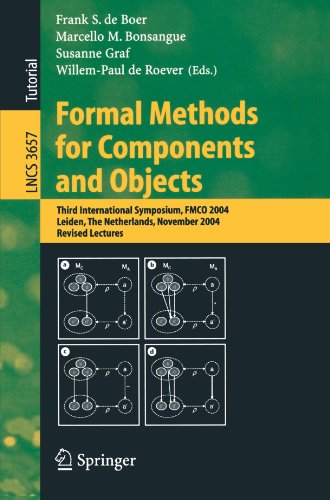 Frank S. de Boer
Marcello M. Bonsangue
Susanne Graf
Willem-Paul de Roever (Eds.)
Tutorial
LNCS 3657
Formal Methods
for Components
and Objects
Third International Symposium, FMCO 2004
Leiden, The Netherlands, November 2004
Revised Lectures
a
b
c
d
Springer